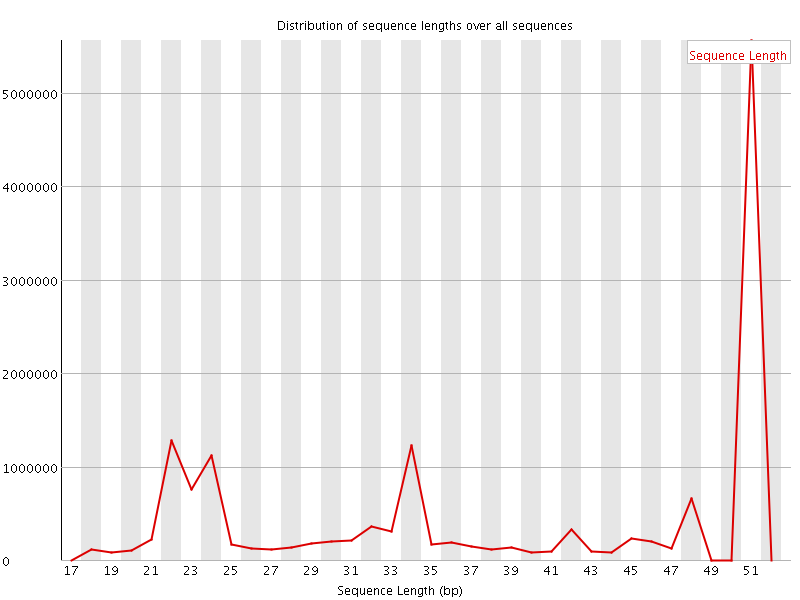 Distribution of sequence lengths over all sequences
Sequence Length
5000000
4000000
3000000
2000000
1000000
0
17 19 21 23 25 27 29 31 33 35 37 39 41 43 45 47 49 51
Sequence Length (bp)